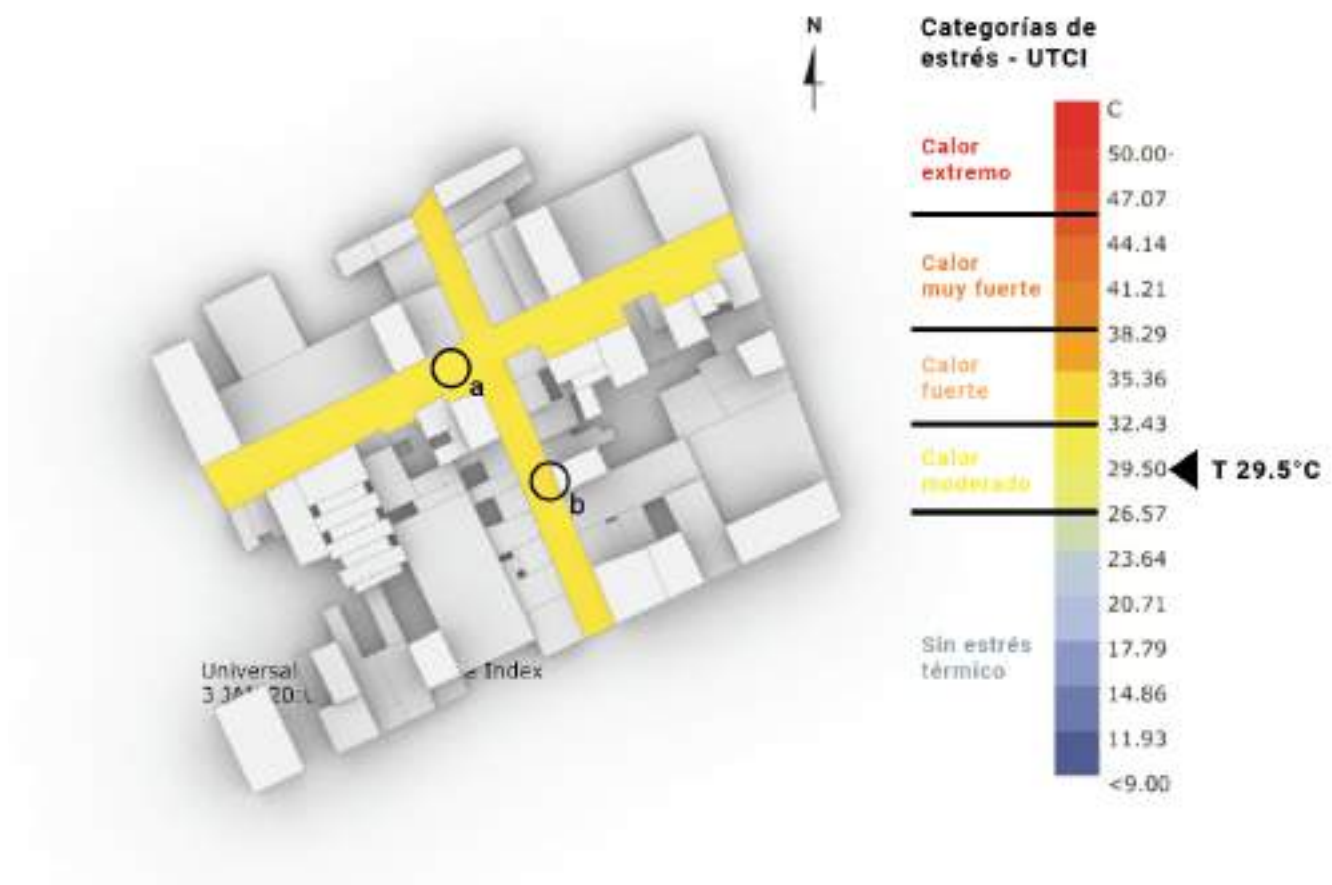 N
Categorías de
estrés - UTCI
C
Calor
extremo
50.00
47.07
44.14
Calor
muy fuerte
41.21
38.29
Calor
fuerte
35.36
32.43
Calor
moderado
29.50
T 29.5°C
26.57
23.64
20.71
17.79
Sin estrés
térmico
14.86
11.93
<9.00
a
b
Universal
Index
3